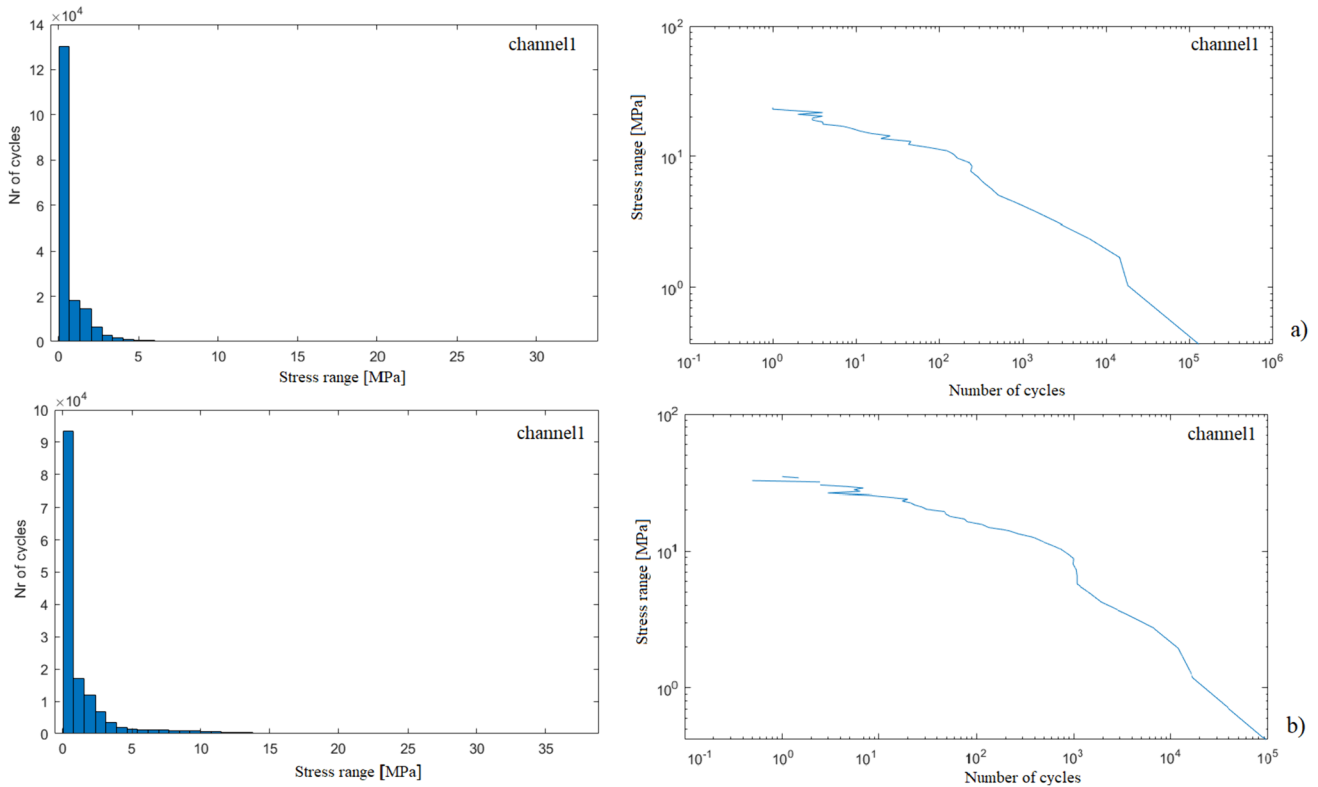 ×10⁴
14
12
10
8
6
4
2
0
Nr of cycles
channel1
0 5 10 15 20 25 30
Stress range [MPa]
10²
10¹
10⁰
Stress range [MPa]
channel1
10⁻¹ 10⁰ 10¹ 10² 10³ 10⁴ 10⁵ 10⁶
Number of cycles
a)
×10⁴
10
9
8
7
6
5
4
3
2
1
0
Nr of cycles
channel1
0 5 10 15 20 25 30 35
Stress range [MPa]
10²
10¹
10⁰
Stress range [MPa]
channel1
10⁻¹ 10⁰ 10¹ 10² 10³ 10⁴ 10⁵
Number of cycles
b)